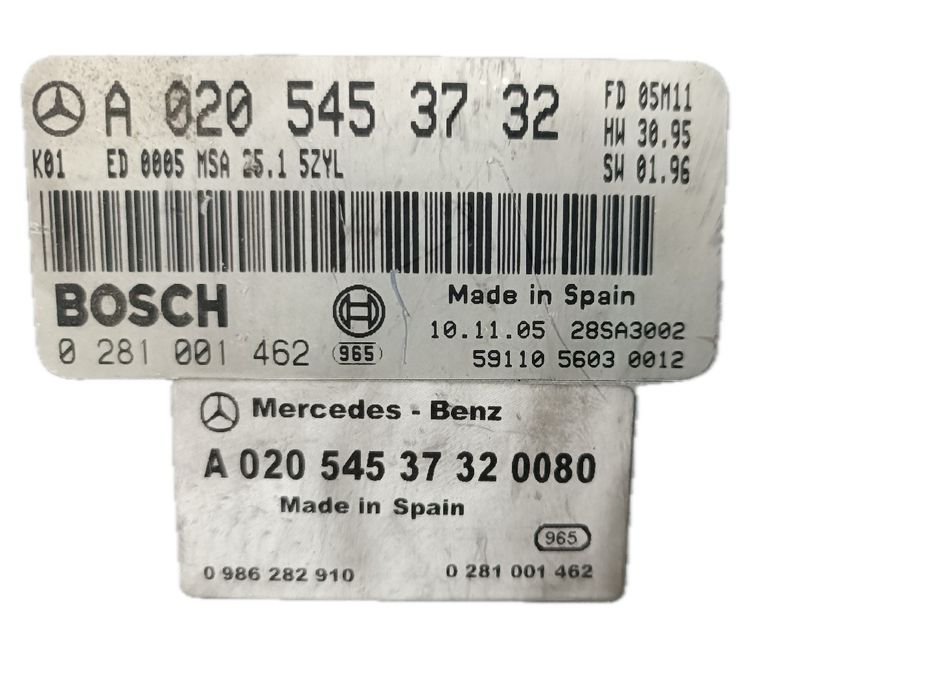 A 020 545 37 32
FD 05M11
HW 30.95
SW 01.96
K01 ED 0005 MSA 25.1 5ZYL
BOSCH
0 281 001 462
965
Made in Spain
10.11.05 28SA3002
59110 5603 0012
Mercedes - Benz
A 020 545 37 32 0080
Made in Spain
965
0 986 282 910 0 281 001 462